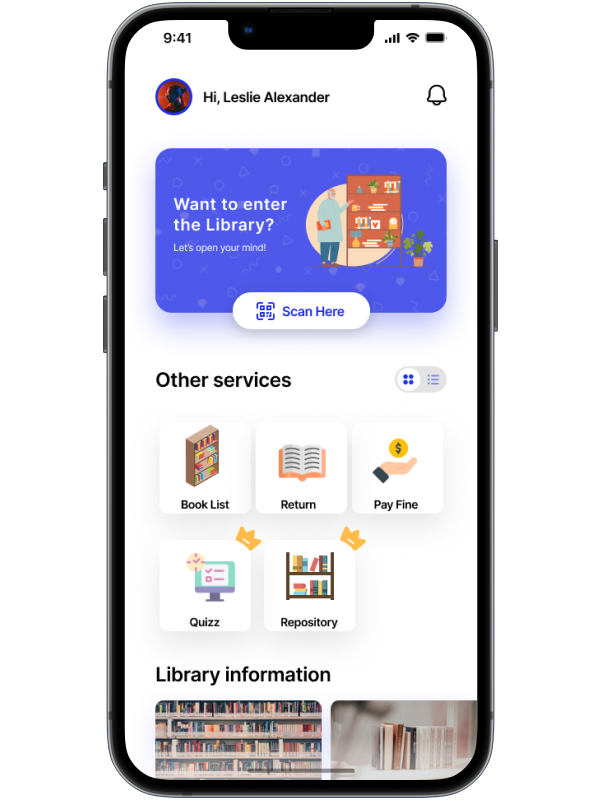 9:41
Hi, Leslie Alexander
Want to enter
the Library?
Let's open your mind!
Scan Here
Other services
Book List
Return
Pay Fine
Quizz
Repository
Library information